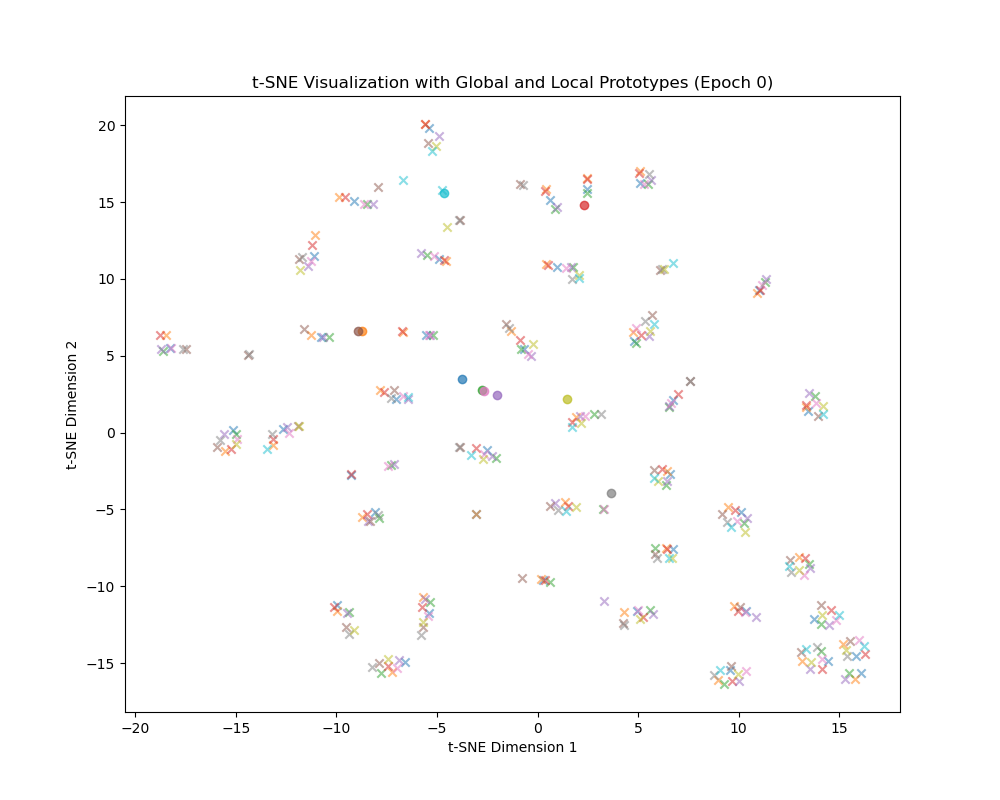 t-SNE Visualization with Global and Local Prototypes (Epoch 0)
20
15
10
5
0
−5
−10
−15
t-SNE Dimension 2
−20 −15 −10 −5 0 5 10 15
t-SNE Dimension 1